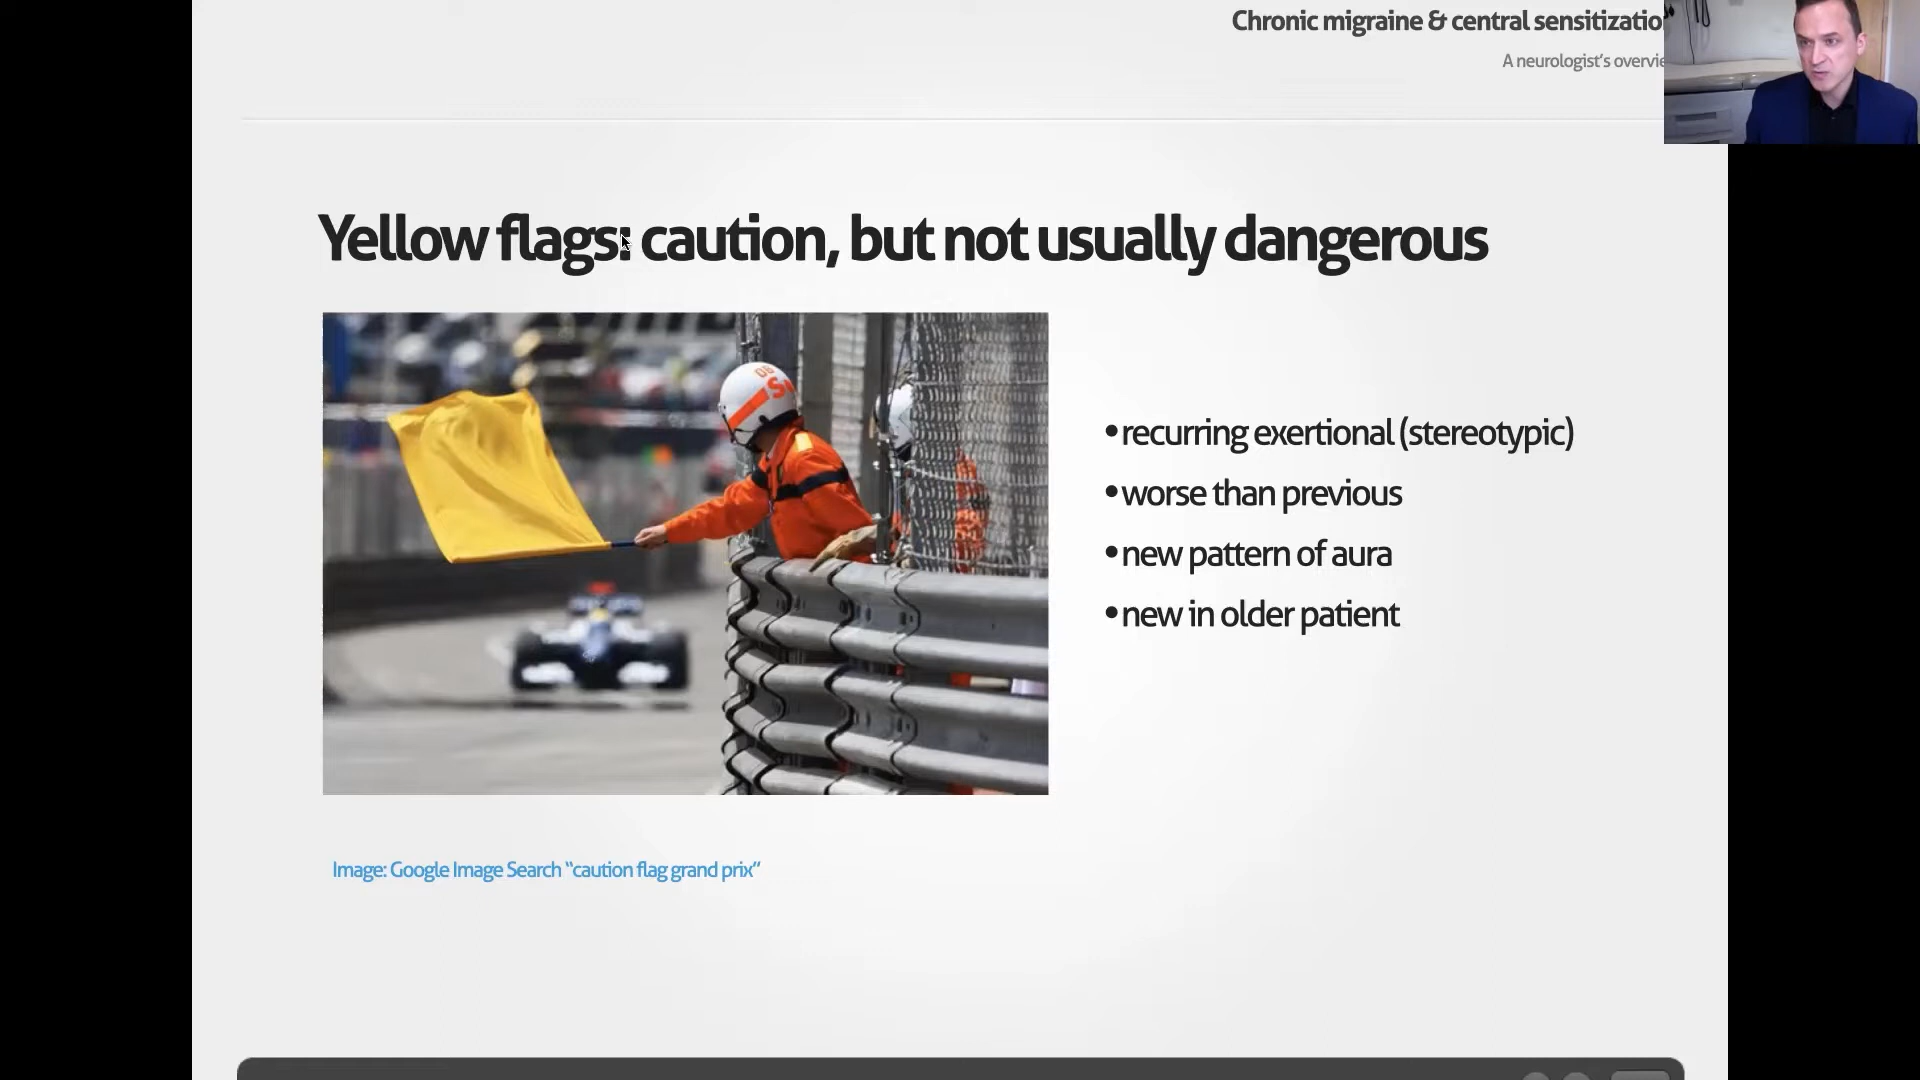 Chronic migraine & central sensitizatio
A neurologist's overvie
Yellow flags: caution, but not usually dangerous
• recurring exertional (stereotypic)
• worse than previous
• new pattern of aura
• new in older patient
Image: Google Image Search “caution flag grand prix”